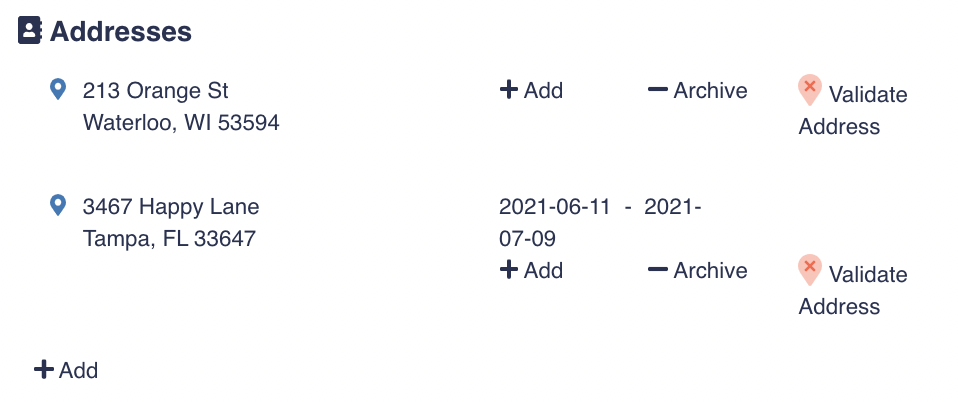 Addresses
213 Orange St
Waterloo, WI 53594
Add
Archive
Validate
Address
3467 Happy Lane
Tampa, FL 33647
2021-06-11 - 2021-
07-09
Add
Archive
Validate
Address
Add